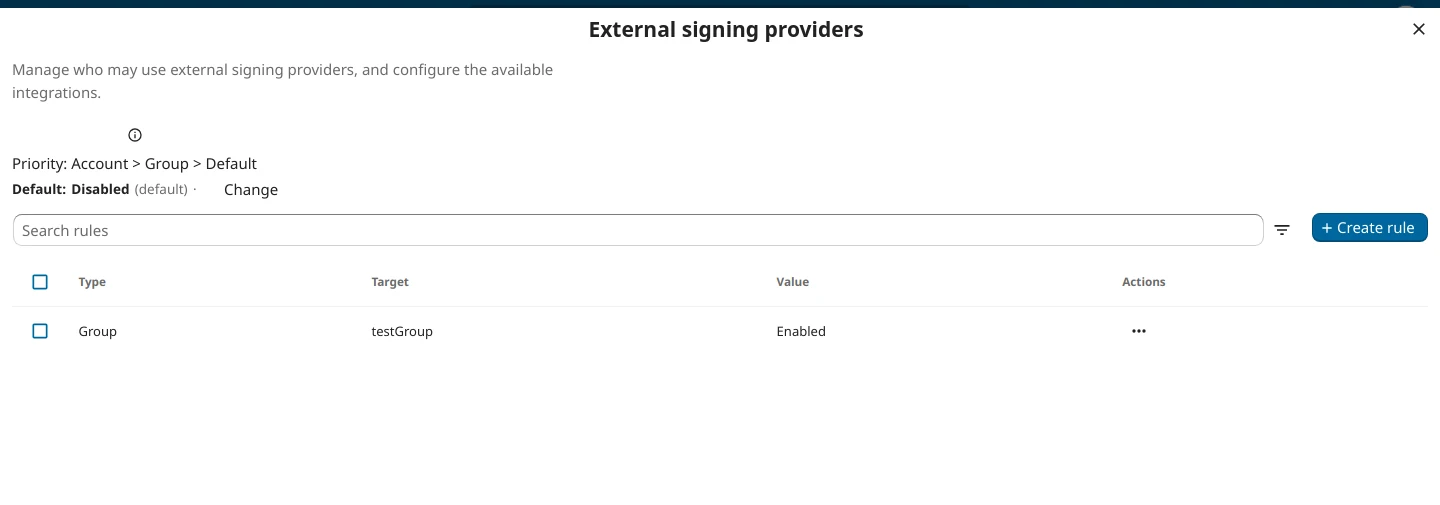 External signing providers
Manage who may use external signing providers, and configure the available
integrations.
Priority: Account > Group > Default
Default: Disabled (default) · Change
Search rules
+ Create rule
Type Target Value Actions
Group testGroup Enabled